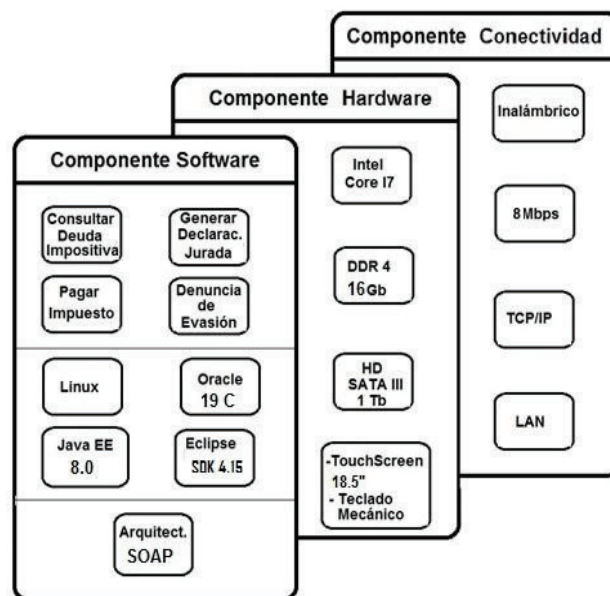 Componente Conectividad
Inalámbrico
8Mbps
TCP/IP
LAN
Componente Hardware
Intel
Core I7
DDR 4
16Gb
HD
SATA III
1 Tb
-TouchScreen
18.5"
- Teclado
Mecánico
Componente Software
Consultar
Deuda
Impositiva
Generar
Declarac.
Jurada
Pagar
Impuesto
Denuncia
de
Evasión
Linux
Oracle
19 C
Java EE
8.0
Eclipse
SDK 4.15
Arquitect.
SOAP